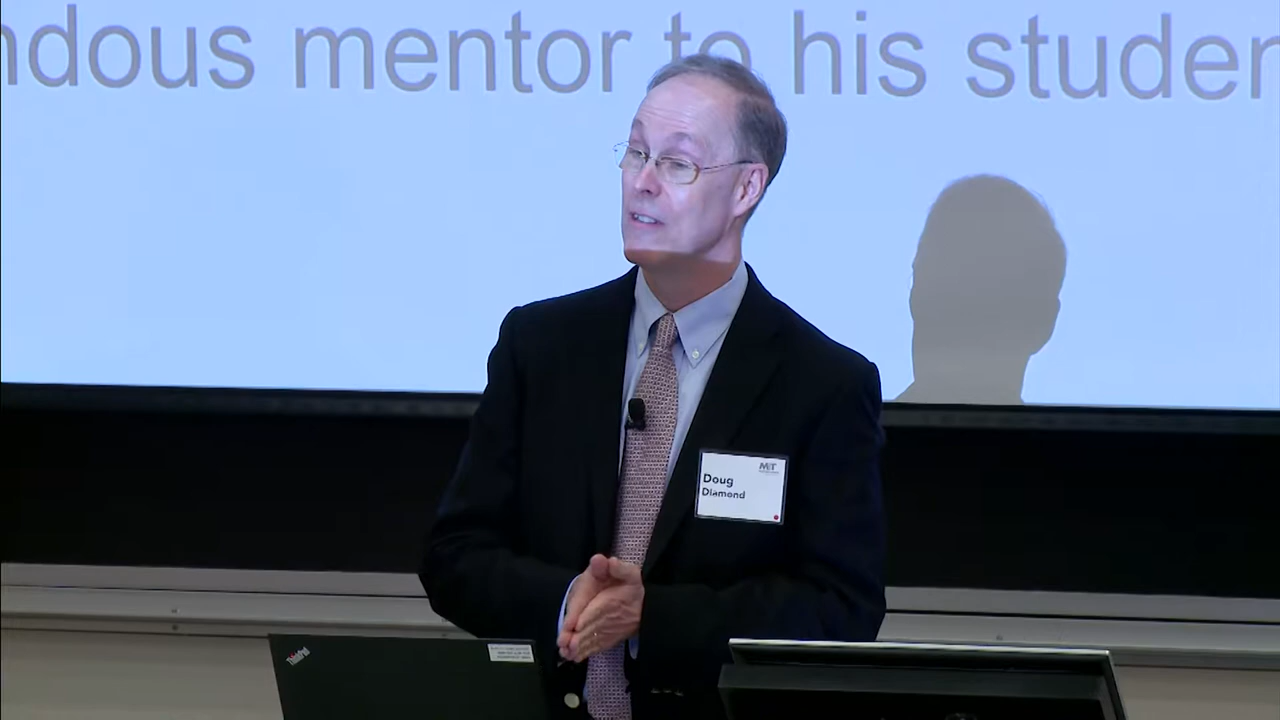 ndous mentor to his studen
MIT
Doug
Diamond
ThinkPad